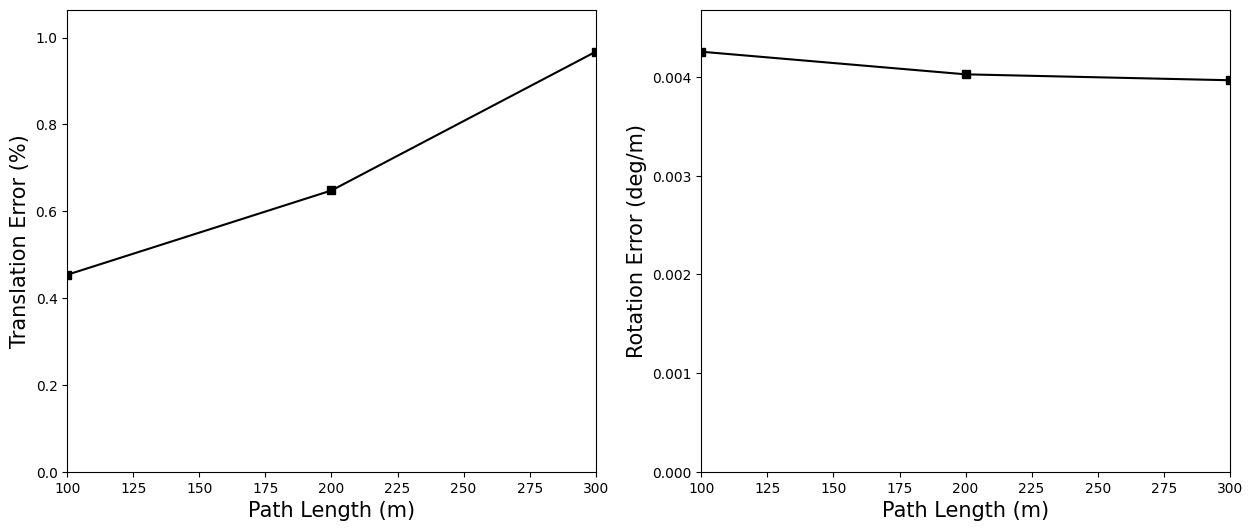 1.0
0.8
0.6
0.4
0.2
0.0
Translation Error (%)
100 125 150 175 200 225 250 275 300
Path Length (m)
0.004
0.003
0.002
0.001
0.000
Rotation Error (deg/m)
100 125 150 175 200 225 250 275 300
Path Length (m)